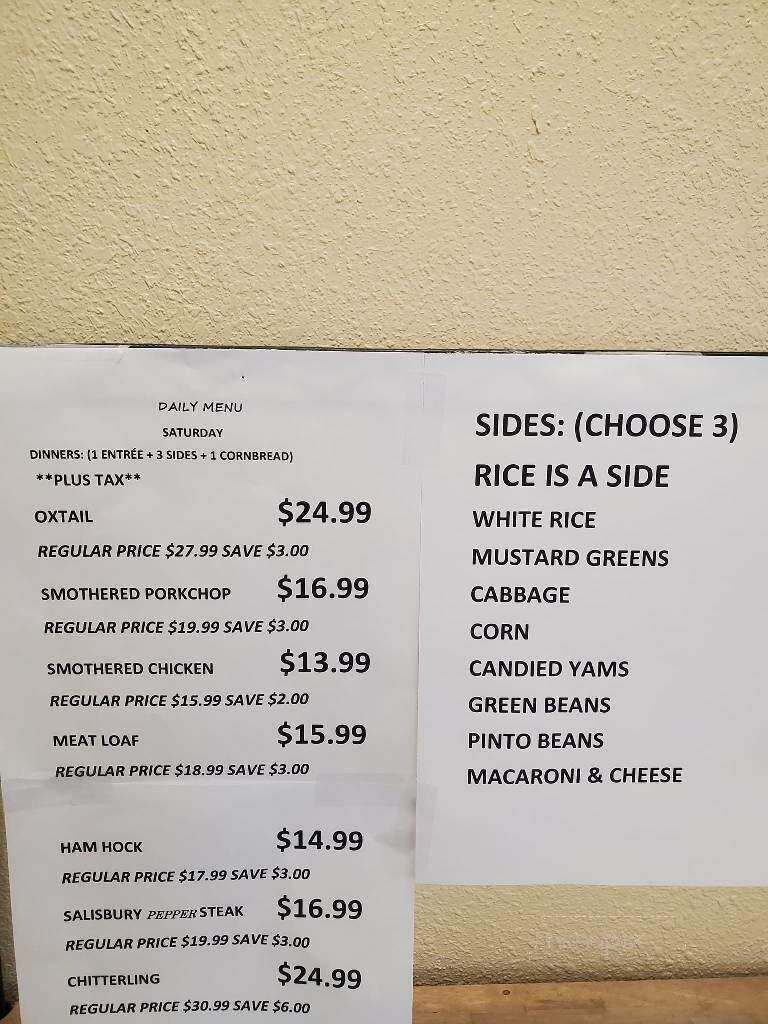 DAILY MENU
SATURDAY
DINNERS: (1 ENTRÉE + 3 SIDES + 1 CORNBREAD)
**PLUS TAX**
OXTAIL $24.99
REGULAR PRICE $27.99 SAVE $3.00
SMOTHERED PORKCHOP $16.99
REGULAR PRICE $19.99 SAVE $3.00
SMOTHERED CHICKEN $13.99
REGULAR PRICE $15.99 SAVE $2.00
MEAT LOAF $15.99
REGULAR PRICE $18.99 SAVE $3.00
HAM HOCK $14.99
REGULAR PRICE $17.99 SAVE $3.00
SALISBURY PEPPER STEAK $16.99
REGULAR PRICE $19.99 SAVE $3.00
CHITTERLING $24.99
REGULAR PRICE $30.99 SAVE $6.00
SIDES: (CHOOSE 3)
RICE IS A SIDE
WHITE RICE
MUSTARD GREENS
CABBAGE
CORN
CANDIED YAMS
GREEN BEANS
PINTO BEANS
MACARONI & CHEESE